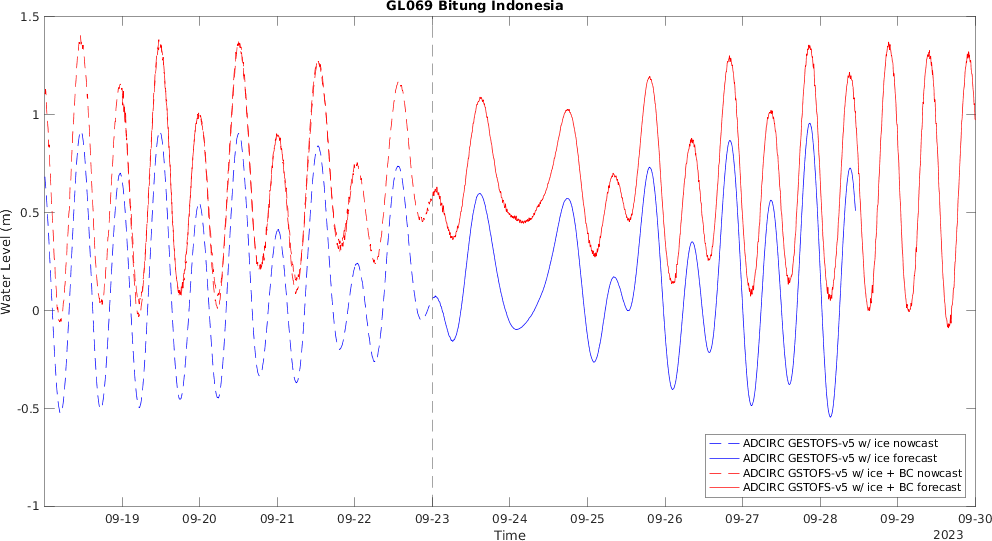 GL069 Bitung Indonesia
1.5
1
0.5
0
-0.5
-1
Water Level (m)
09-19 09-20 09-21 09-22 09-23 09-24 09-25 09-26 09-27 09-28 09-29 09-30
Time
2023
ADCIRC GESTOFS-v5 w/ ice nowcast
ADCIRC GESTOFS-v5 w/ ice forecast
ADCIRC GSTOFS-v5 w/ ice + BC nowcast
ADCIRC GSTOFS-v5 w/ ice + BC forecast